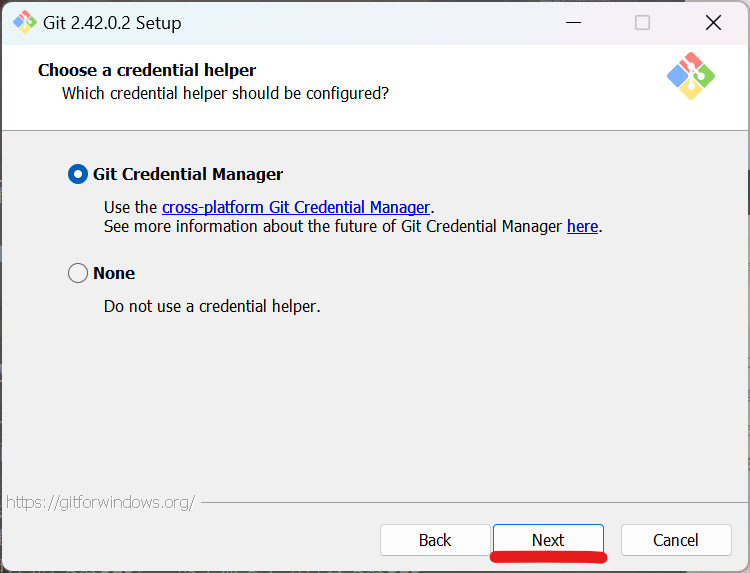 Git 2.42.0.2 Setup
Choose a credential helper
Which credential helper should be configured?
Git Credential Manager
Use the cross-platform Git Credential Manager.
See more information about the future of Git Credential Manager here.
None
Do not use a credential helper.
https://gitforwindows.org/
Back Next Cancel